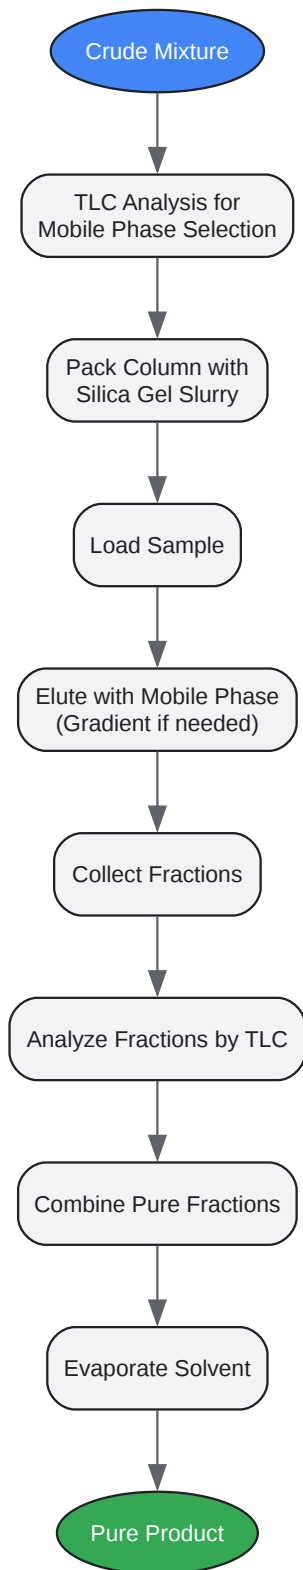 Crude Mixture
TLC Analysis for
Mobile Phase Selection
Pack Column with
Silica Gel Slurry
Load Sample
Elute with Mobile Phase
(Gradient if needed)
Collect Fractions
Analyze Fractions by TLC
Combine Pure Fractions
Evaporate Solvent
Pure Product